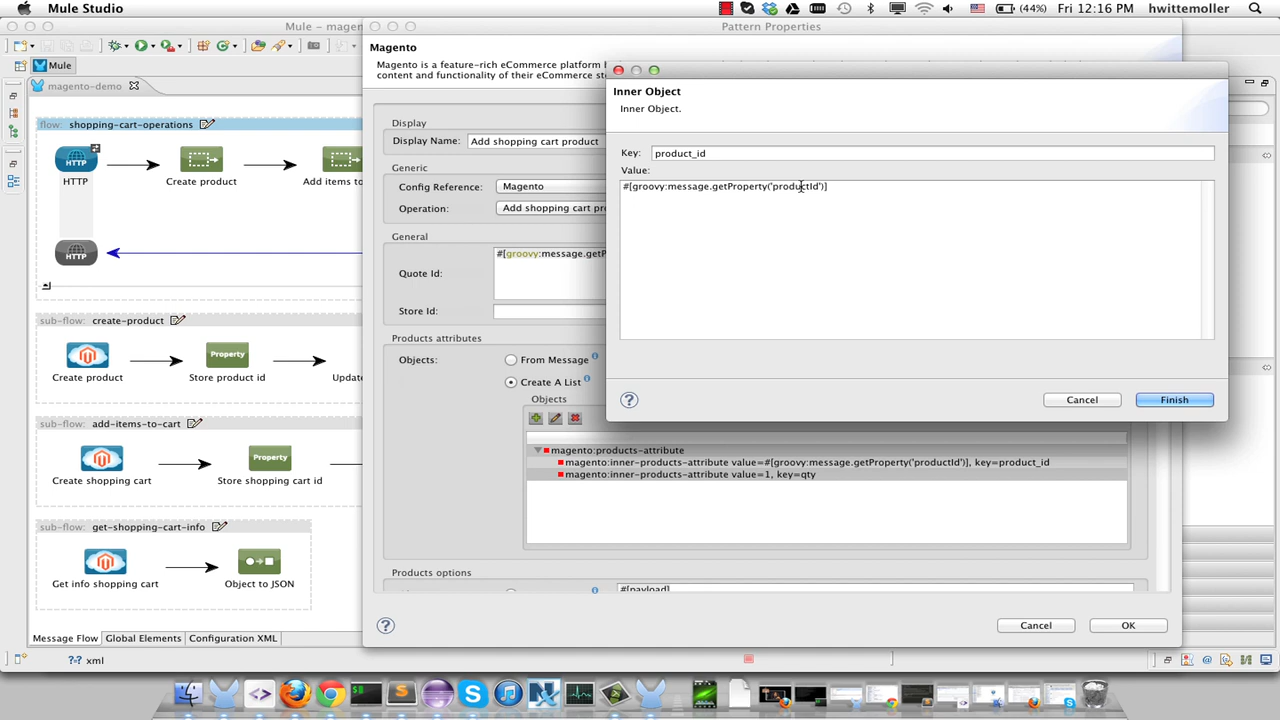 Mule Studio
(44%)
Fri 12:16 PM
hwittemoller
Mule – magen
Pattern Properties
Mule
magento-demo
Magento
Magento is a feature-rich eCommerce platform
content and functionality of their eCommerce st
Inner Object
Inner Object.
Key:
product_id
Value:
#[groovy:message.getProperty('productId')]
Cancel
Finish
Display
Display Name:
Add shopping cart product
Generic
Config Reference:
Magento
Operation:
Add shopping cart pr
General
Quote Id:
#[groovy:message.getP
Store Id:
Products attributes
Objects:
From Message
Create A List
Objects
magento:products-attribute
magento:inner-products-attribute value=#[groovy:message.getProperty('productId')], key=product_id
magento:inner-products-attribute value=1, key=qty
Products options
#[payload]
Cancel
OK
flow: shopping-cart-operations
HTTP
HTTP
Create product
Add items to
HTTP
sub-flow: create-product
Property
Create product
Store product id
Update
sub-flow: add-items-to-cart
Property
Create shopping cart
Store shopping cart id
sub-flow: get-shopping-cart-info
Get info shopping cart
Object to JSON
Message Flow
Global Elements
Configuration XML
?-? xml